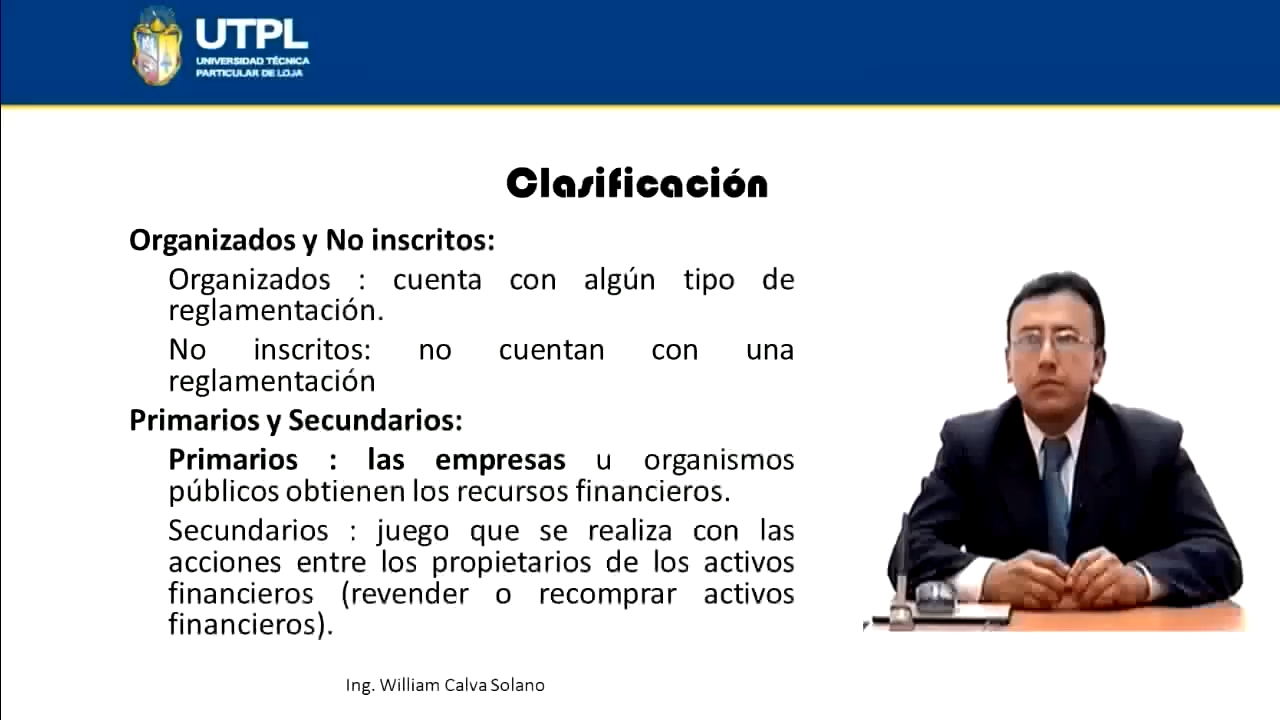 UTPL
UNIVERSIDAD TÉCNICA
PARTICULAR DE LOJA
Clasificación
Organizados y No inscritos:
Organizados : cuenta con algún tipo de
reglamentación.
No inscritos: no cuentan con una
reglamentación
Primarios y Secundarios:
Primarios : las empresas u organismos
públicos obtienen los recursos financieros.
Secundarios : juego que se realiza con las
acciones entre los propietarios de los activos
financieros (revender o recomprar activos
financieros).
Ing. William Calva Solano